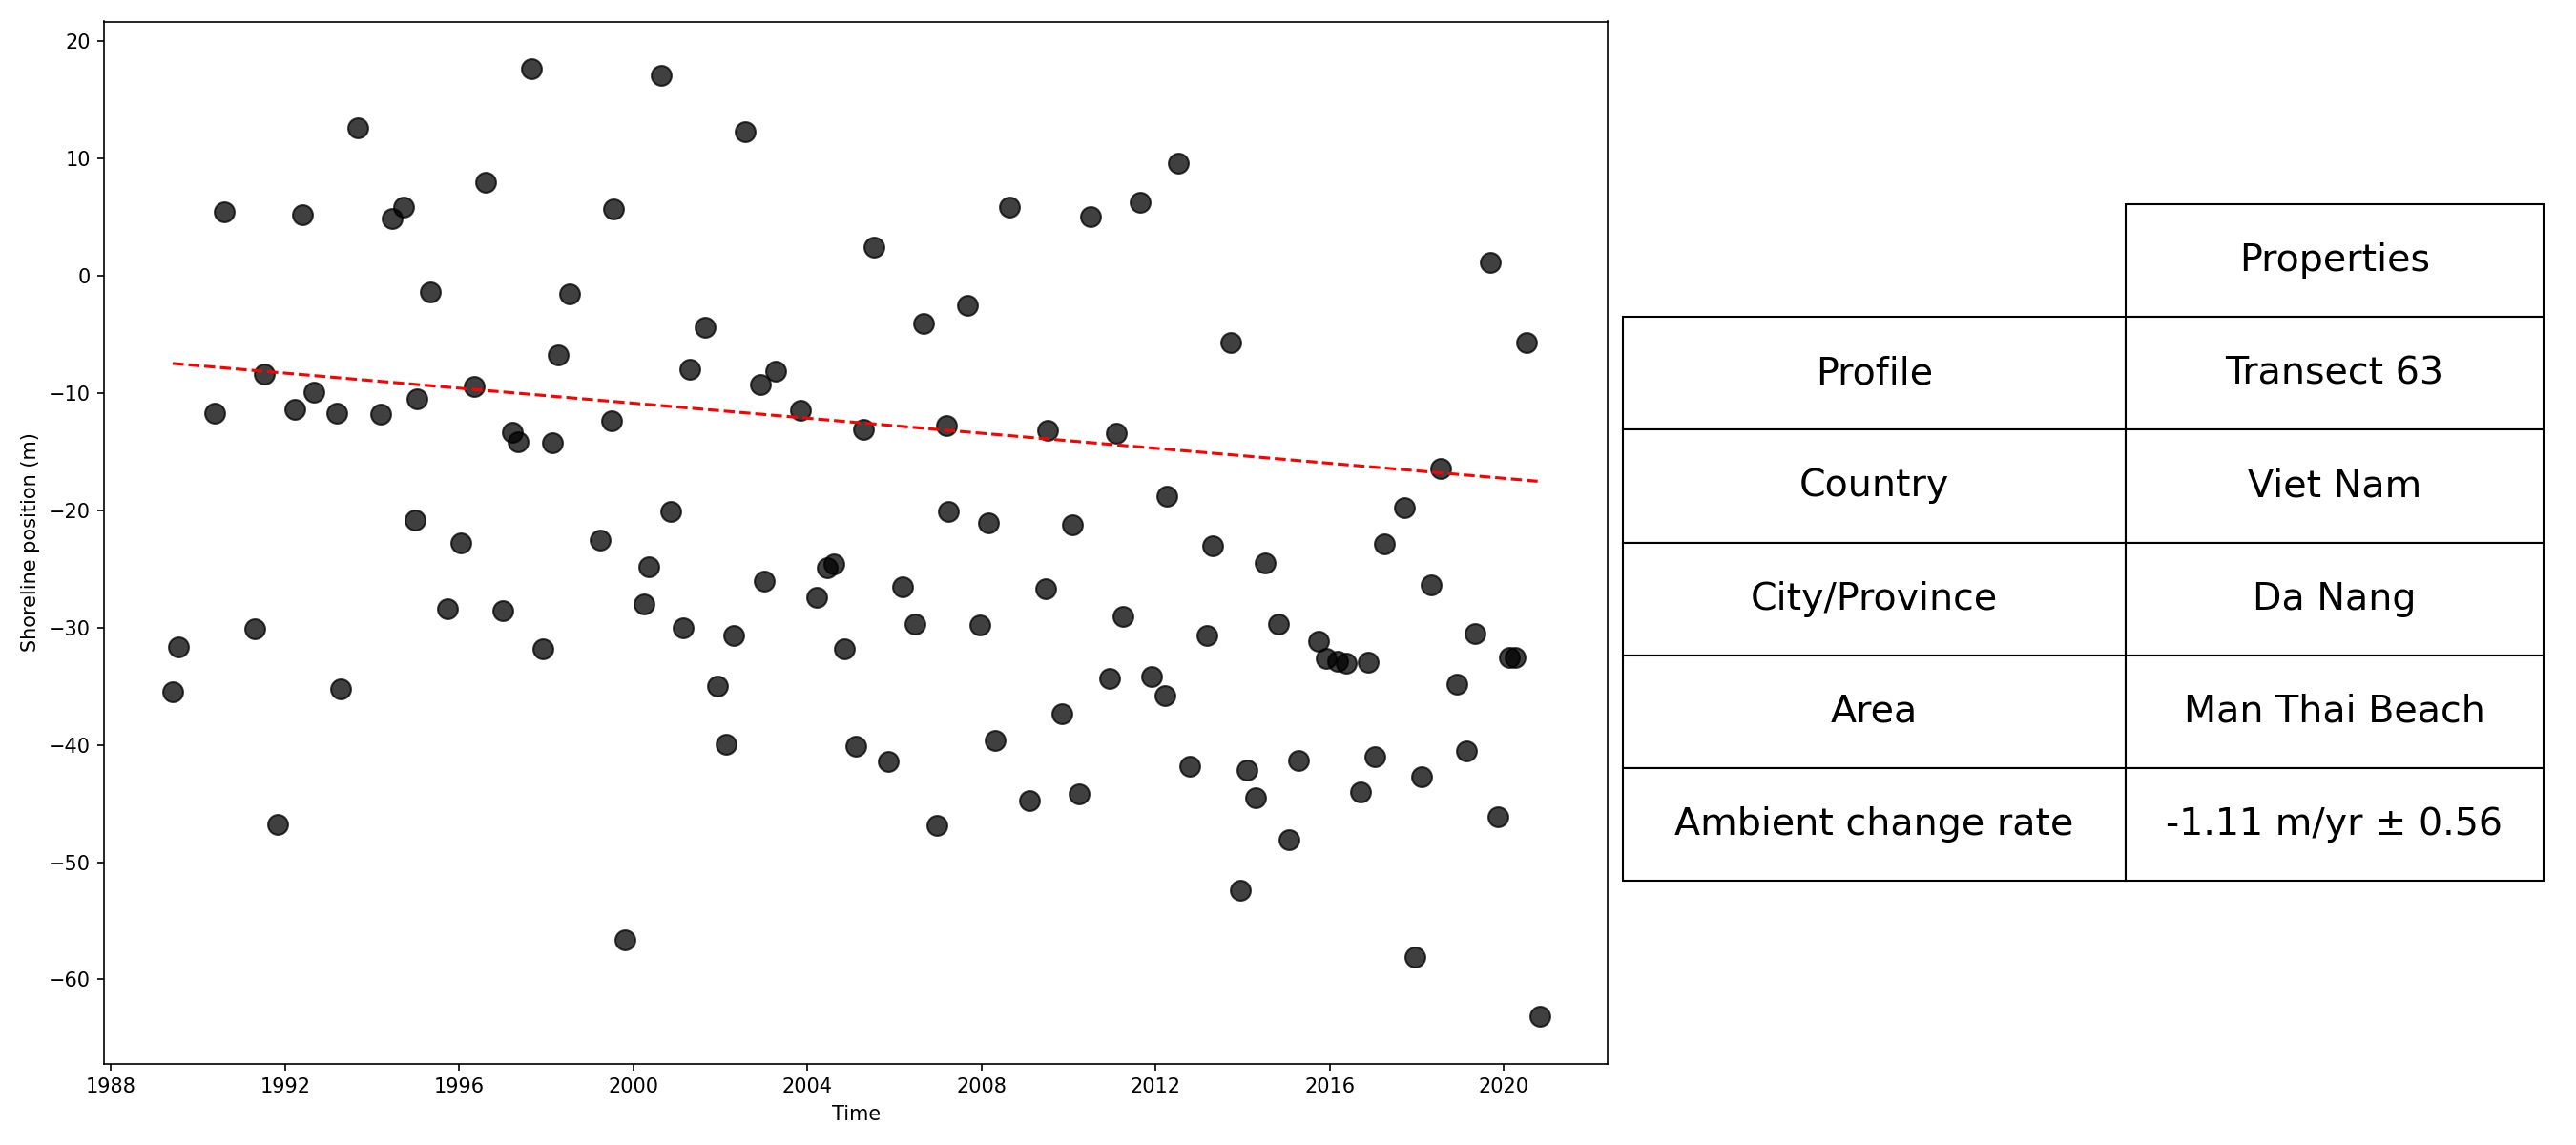 20
10
0
−10
−20
−30
−40
−50
−60
Shoreline position (m)
1988 1992 1996 2000 2004 2008 2012 2016 2020
Time
Properties
Profile Transect 63
Country Viet Nam
City/Province Da Nang
Area Man Thai Beach
Ambient change rate -1.11 m/yr ± 0.56